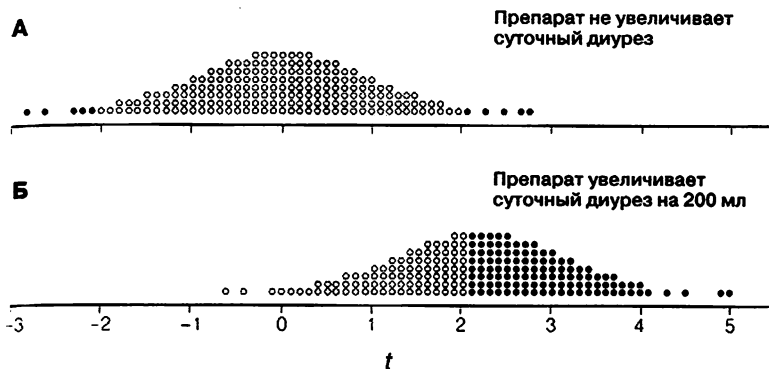 А
Препарат не увеличивает
суточный диурез
Б
Препарат увеличивает
суточный диурез на 200 мл
-3 -2 -1 0 1 2 3 4 5
t